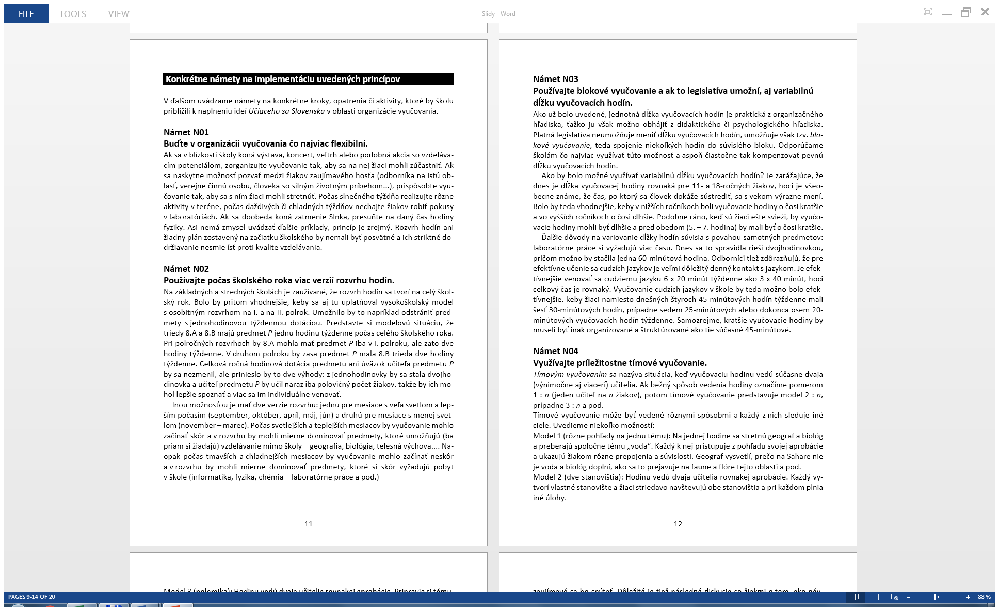 FILE TOOLS VIEW Slidy - Word
Konkrétne námety na implementáciu uvedených princípov
V ďalšom uvádzame námety na konkrétne kroky, opatrenia či aktivity, ktoré by školu
priblížili k naplneniu ideí Učiaceho sa Slovenska v oblasti organizácie vyučovania.
Námet N01
Buďte v organizácii vyučovania čo najviac flexibilní.
Ak sa v blízkosti školy koná výstava, koncert, veľtrh alebo podobná akcia so vzdeláva-
cím potenciálom, zorganizujte vyučovanie tak, aby sa na nej žiaci mohli zúčastniť. Ak
sa naskytne možnosť pozvať medzi žiakov zaujímavého hosťa (odborníka na istú ob-
lasť, verejne činnú osobu, človeka so silným životným príbehom...), prispôsobte vyu-
čovanie tak, aby sa s ním žiaci mohli stretnúť. Počas slnečného týždňa realizujte rôzne
aktivity v teréne, počas daždivých či chladných týždňov nechajte žiakov robiť pokusy
v laboratóriách. Ak sa doobeda koná zatmenie Slnka, presuňte na daný čas hodiny
fyziky. Asi nemá zmysel uvádzať ďalšie príklady, princíp je zrejmý. Rozvrh hodín ani
žiadny plán zostavený na začiatku školského by nemali byť posvätné a ich striktné do-
držiavanie nesmie ísť proti kvalite vzdelávania.
Námet N02
Používajte počas školského roka viac verzií rozvrhu hodín.
Na základných a stredných školách je zaužívané, že rozvrh hodín sa tvorí na celý škol-
ský rok. Bolo by pritom vhodnejšie, keby sa aj tu uplatňoval vysokoškolský model
s osobitným rozvrhom na I. a na II. polrok. Umožnilo by to napríklad odstrániť pred-
mety s jednohodinovou týždennou dotáciou. Predstavte si modelovú situáciu, že
triedy 8.A a 8.B majú predmet P jednu hodinu týždenne počas celého školského roka.
Pri polročných rozvrhoch by 8.A mohla mať predmet P iba v I. polroku, ale zato dve
hodiny týždenne. V druhom polroku by zasa predmet P mala 8.B trieda dve hodiny
týždenne. Celková ročná hodinová dotácia predmetu ani úväzok učiteľa predmetu P
by sa nezmenil, ale prinieslo by to dve výhody: z jednohodinovky by sa stala dvojho-
dinovka a učiteľ predmetu P by učil naraz iba polovičný počet žiakov, takže by ich mo-
hol lepšie spoznať a viac sa im individuálne venovať.
Inou možnosťou je mať dve verzie rozvrhu: jednu pre mesiace s veľa svetlom a lep-
ším počasím (september, október, apríl, máj, jún) a druhú pre mesiace s menej svet-
lom (november – marec). Počas svetlejších a teplejších mesiacov by vyučovanie mohlo
začínať skôr a v rozvrhu by mohli mierne dominovať predmety, ktoré umožňujú (ba
priam si žiadajú) vzdelávanie mimo školy – geografia, biológia, telesná výchova.... Na-
opak počas tmavších a chladnejších mesiacov by vyučovanie mohlo začínať neskôr
a v rozvrhu by mohli mierne dominovať predmety, ktoré si skôr vyžadujú pobyt
v škole (informatika, fyzika, chémia – laboratórne práce a pod.)
11
Námet N03
Používajte blokové vyučovanie a ak to legislatíva umožní, aj variabilnú
dĺžku vyučovacích hodín.
Ako už bolo uvedené, jednotná dĺžka vyučovacích hodín je praktická z organizačného
hľadiska, ťažko ju však možno obhájiť z didaktického či psychologického hľadiska.
Platná legislatíva neumožňuje meniť dĺžku vyučovacích hodín, umožňuje však tzv. blo-
kové vyučovanie, teda spojenie niekoľkých hodín do súvislého bloku. Odporúčame
školám čo najviac využívať túto možnosť a aspoň čiastočne tak kompenzovať pevnú
dĺžku vyučovacích hodín.
Ako by bolo možné využívať variabilnú dĺžku vyučovacích hodín? Je zarážajúce, že
dnes je dĺžka vyučovacej hodiny rovnaká pre 11- a 18-ročných žiakov, hoci je všeo-
becne známe, že čas, po ktorý sa človek dokáže sústrediť, sa s vekom výrazne mení.
Bolo by teda vhodnejšie, keby v nižších ročníkoch boli vyučovacie hodiny o čosi kratšie
a vo vyšších ročníkoch o čosi dlhšie. Podobne ráno, keď sú žiaci ešte svieži, by vyučo-
vacie hodiny mohli byť dlhšie a pred obedom (5. – 7. hodina) by mali byť o čosi kratšie.
Ďalšie dôvody na variovanie dĺžky hodín súvisia s povahou samotných predmetov:
laboratórne práce si vyžadujú viac času. Dnes sa to spravidla rieši dvojhodinovkou,
pričom možno by stačila jedna 60-minútová hodina. Odborníci tiež zdôrazňujú, že pre
efektívne učenie sa cudzích jazykov je veľmi dôležitý denný kontakt s jazykom. Je efek-
tívnejšie venovať sa cudziemu jazyku 6 x 20 minút týždenne ako 3 x 40 minút, hoci
celkový čas je rovnaký. Vyučovanie cudzích jazykov v škole by teda možno bolo efek-
tívnejšie, keby žiaci namiesto dnešných štyroch 45-minútových hodín týždenne mali
šesť 30-minútových hodín, prípadne sedem 25-minútových alebo dokonca osem 20-
minútových vyučovacích hodín týždenne. Samozrejme, kratšie vyučovacie hodiny by
museli byť inak organizované a štruktúrované ako tie súčasné 45-minútové.
Námet N04
Využívajte príležitostne tímové vyučovanie.
Tímovým vyučovaním sa nazýva situácia, keď vyučovaciu hodinu vedú súčasne dvaja
(výnimočne aj viacerí) učitelia. Ak bežný spôsob vedenia hodiny označíme pomerom
1 : n (jeden učiteľ na n žiakov), potom tímové vyučovanie predstavuje model 2 : n,
prípadne 3 : n a pod.
Tímové vyučovanie môže byť vedené rôznymi spôsobmi a každý z nich sleduje iné
ciele. Uvedieme niekoľko možností:
Model 1 (rôzne pohľady na jednu tému): Na jednej hodine sa stretnú geograf a biológ
a preberajú spoločne tému „voda“. Každý k nej pristupuje z pohľadu svojej aprobácie
a ukazujú žiakom rôzne prepojenia a súvislosti. Geograf vysvetlí, prečo na Sahare nie
je voda a biológ doplní, ako sa to prejavuje na faune a flóre tejto oblasti a pod.
Model 2 (dve stanovištia): Hodinu vedú dvaja učitelia rovnakej aprobácie. Každý vy-
tvorí vlastné stanovište a žiaci striedavo navštevujú obe stanovištia a pri každom plnia
iné úlohy.
12
Model 3 (polemika): Hodinu vedú dvaja učitelia rovnakej aprobácie. Pripravia si tému,
zaujímavé sa ho spýtať. Dôležitá je tiež následná diskusia so žiakmi o tom, ako náv-
PAGES 9-14 OF 20 88 %